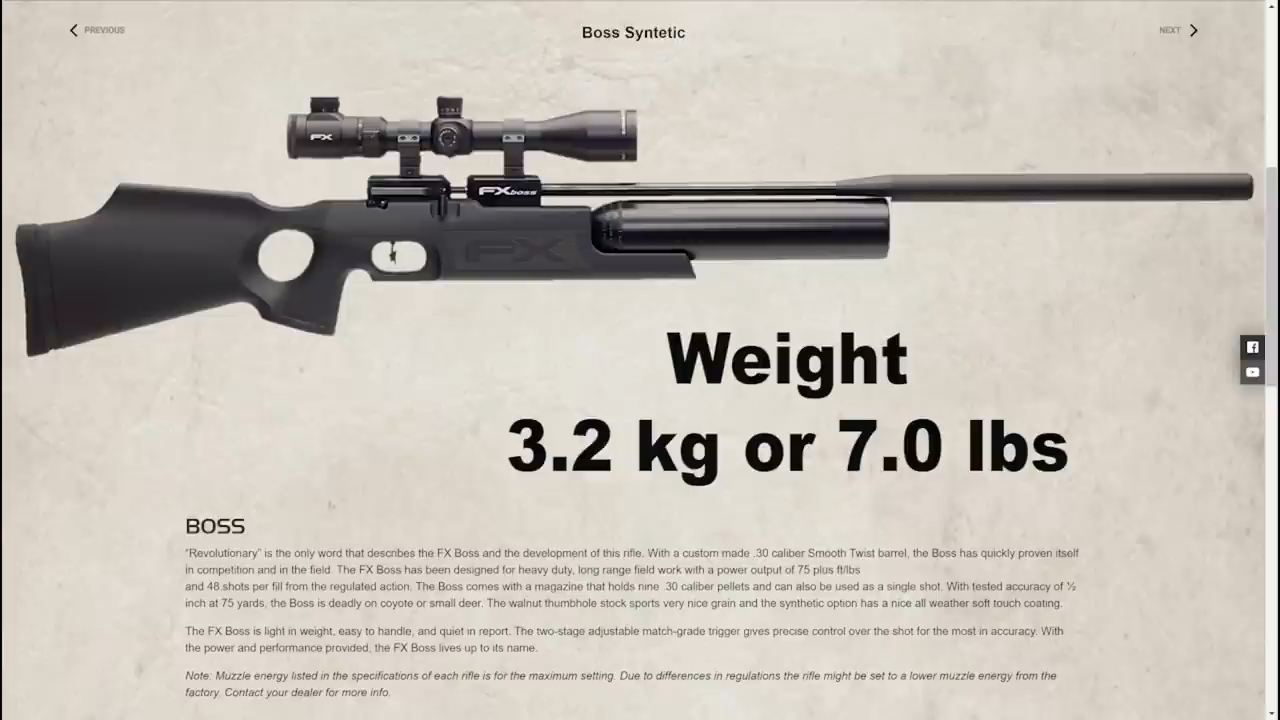 PREVIOUS
Boss Syntetic
NEXT
FX
FXboss
FX
Weight
3.2 kg or 7.0 lbs
BOSS
“Revolutionary” is the only word that describes the FX Boss and the development of this rifle. With a custom made .30 caliber Smooth Twist barrel, the Boss has quickly proven itself
in competition and in the field. The FX Boss has been designed for heavy duty, long range field work with a power output of 75 plus ft/lbs
and 48 shots per fill from the regulated action. The Boss comes with a magazine that holds nine .30 caliber pellets and can also be used as a single shot. With tested accuracy of ½
inch at 75 yards, the Boss is deadly on coyote or small deer. The walnut thumbhole stock sports very nice grain and the synthetic option has a nice all weather soft touch coating.
The FX Boss is light in weight, easy to handle, and quiet in report. The two-stage adjustable match-grade trigger gives precise control over the shot for the most in accuracy. With
the power and performance provided, the FX Boss lives up to its name.
Note: Muzzle energy listed in the specifications of each rifle is for the maximum setting. Due to differences in regulations the rifle might be set to a lower muzzle energy from the
factory. Contact your dealer for more info.